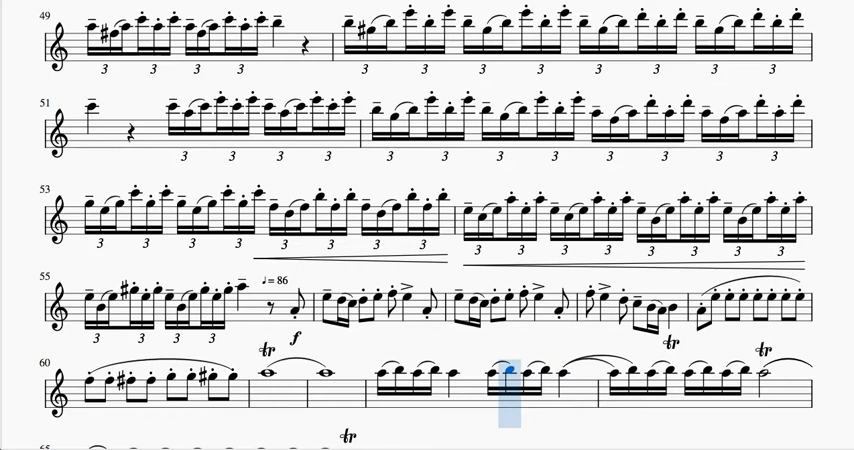 49
3 3 3 3 3 3 3 3 3 3 3 3
51
3 3 3 3 3 3 3 3 3 3 3 3
53
3 3 3 3 3 3 3 3 3 3 3 3 3 3 3 3
55
♩ = 86
3 3 3 3
f
tr
60
tr
tr
65
tr